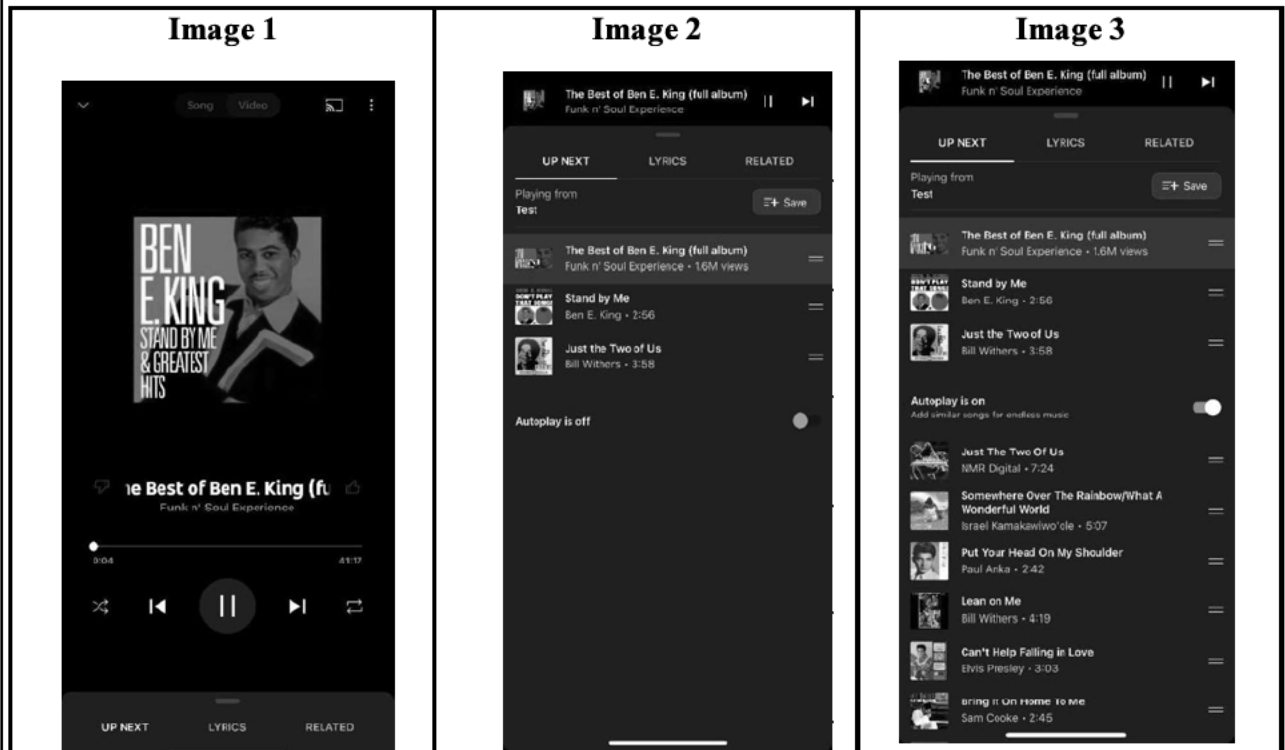 Image 1
Song Video
BEN
E. KING
STAND BY ME
& GREATEST
HITS
ne Best of Ben E. King (fu
Funk n' Soul Experience
0:04 41:17
UP NEXT LYRICS RELATED
Image 2
The Best of Ben E. King (full album)
Funk n' Soul Experience
UP NEXT LYRICS RELATED
Playing from
Test
Save
The Best of Ben E. King (full album)
Funk n' Soul Experience • 1.6M views
DON'T PLAY
THAT SONG!
Stand by Me
Ben E. King • 2:56
Just the Two of Us
Bill Withers • 3:58
Autoplay is off
Image 3
The Best of Ben E. King (full album)
Funk n' Soul Experience
UP NEXT LYRICS RELATED
Playing from
Test
Save
The Best of Ben E. King (full album)
Funk n' Soul Experience • 1.6M views
DON'T PLAY
THAT SONG!
Stand by Me
Ben E. King • 2:56
Just the Two of Us
Bill Withers • 3:58
Autoplay is on
Add similar songs for endless music
Just The Two Of Us
NMR Digital • 7:24
Somewhere Over The Rainbow/What A
Wonderful World
Israel Kamakawiwo'ole • 5:07
Put Your Head On My Shoulder
Paul Anka • 2:42
Lean on Me
Bill Withers • 4:19
Can't Help Falling in Love
Elvis Presley • 3:03
Bring It On Home To Me
Sam Cooke • 2:45